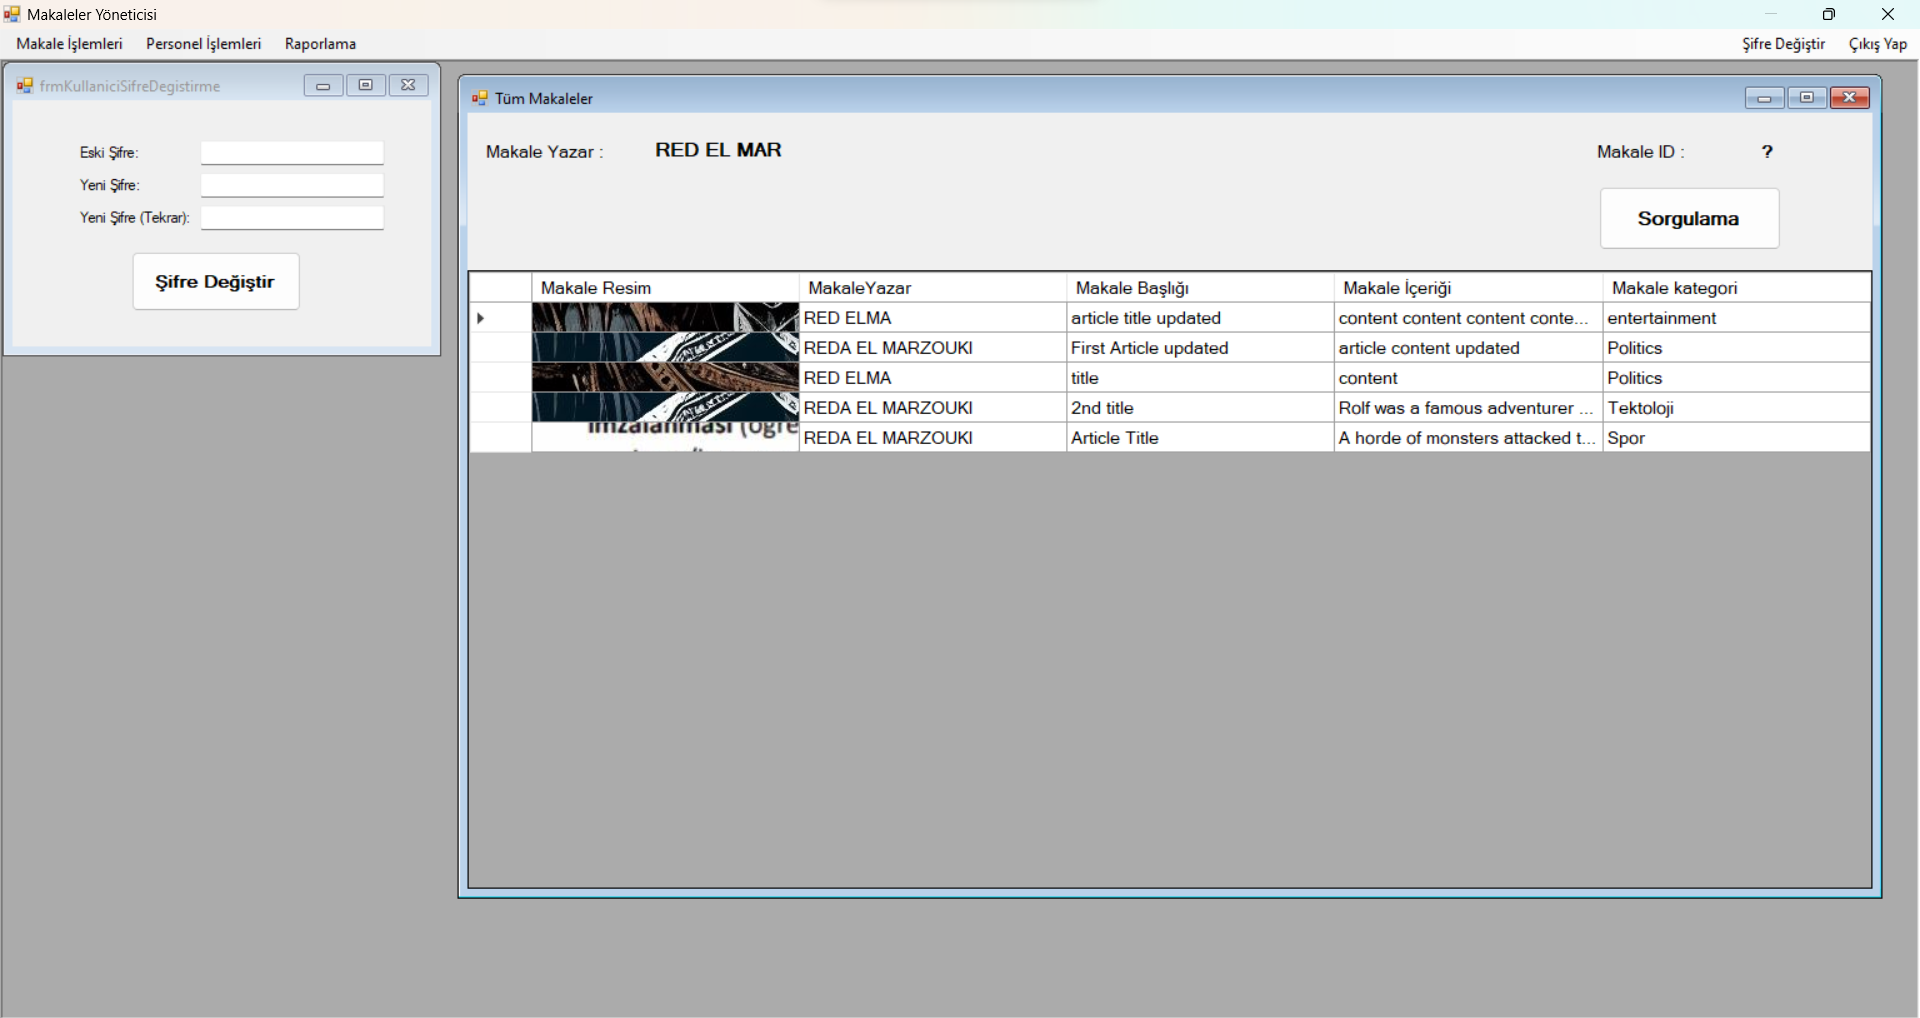 Makaleler Yöneticisi
Makale İşlemleri Personel İşlemleri Raporlama Şifre Değiştir Çıkış Yap
frmKullaniciSifreDegistirme
Eski Şifre:
Yeni Şifre:
Yeni Şifre (Tekrar):
Şifre Değiştir
Tüm Makaleler
Makale Yazar : RED EL MAR Makale ID : ?
Sorgulama
Makale Resim MakaleYazar Makale Başlığı Makale İçeriği Makale kategori
RED ELMA article title updated content content content conte... entertainment
REDA EL MARZOUKI First Article updated article content updated Politics
RED ELMA title content Politics
REDA EL MARZOUKI 2nd title Rolf was a famous adventurer ... Tektoloji
imzalanması (öğre REDA EL MARZOUKI Article Title A horde of monsters attacked t... Spor